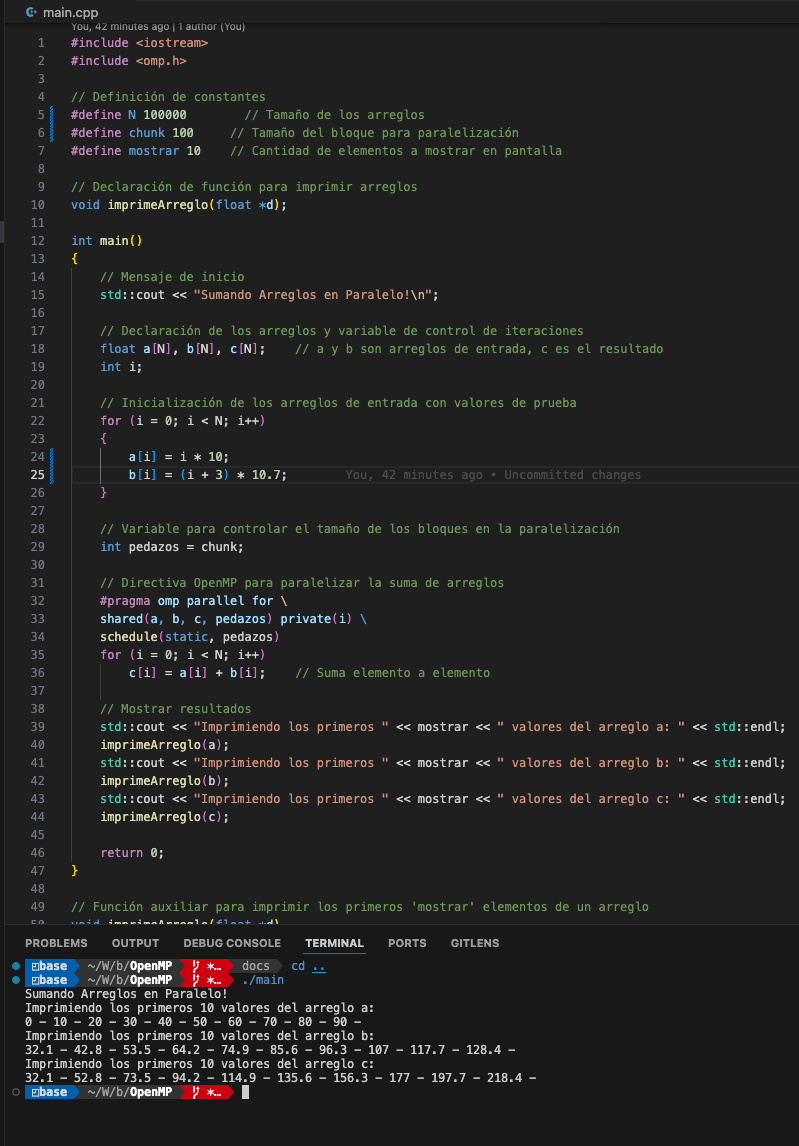 main.cpp
You, 42 minutes ago | 1 author (You)
1 #include <iostream>
2 #include <omp.h>
3
4 // Definición de constantes
5 #define N 100000 // Tamaño de los arreglos
6 #define chunk 100 // Tamaño del bloque para paralelización
7 #define mostrar 10 // Cantidad de elementos a mostrar en pantalla
8
9 // Declaración de función para imprimir arreglos
10 void imprimeArreglo(float *d);
11
12 int main()
13 {
14 // Mensaje de inicio
15 std::cout << "Sumando Arreglos en Paralelo!\n";
16
17 // Declaración de los arreglos y variable de control de iteraciones
18 float a[N], b[N], c[N]; // a y b son arreglos de entrada, c es el resultado
19 int i;
20
21 // Inicialización de los arreglos de entrada con valores de prueba
22 for (i = 0; i < N; i++)
23 {
24 a[i] = i * 10;
25 b[i] = (i + 3) * 10.7; You, 42 minutes ago • Uncommitted changes
26 }
27
28 // Variable para controlar el tamaño de los bloques en la paralelización
29 int pedazos = chunk;
30
31 // Directiva OpenMP para paralelizar la suma de arreglos
32 #pragma omp parallel for \
33 shared(a, b, c, pedazos) private(i) \
34 schedule(static, pedazos)
35 for (i = 0; i < N; i++)
36 c[i] = a[i] + b[i]; // Suma elemento a elemento
37
38 // Mostrar resultados
39 std::cout << "Imprimiendo los primeros " << mostrar << " valores del arreglo a: " << std::endl;
40 imprimeArreglo(a);
41 std::cout << "Imprimiendo los primeros " << mostrar << " valores del arreglo b: " << std::endl;
42 imprimeArreglo(b);
43 std::cout << "Imprimiendo los primeros " << mostrar << " valores del arreglo c: " << std::endl;
44 imprimeArreglo(c);
45
46 return 0;
47 }
48
49 // Función auxiliar para imprimir los primeros 'mostrar' elementos de un arreglo
50 void imprimeArreglo(float *d)
PROBLEMS OUTPUT DEBUG CONSOLE TERMINAL PORTS GITLENS
base ~/W/b/OpenMP *… docs cd ..
base ~/W/b/OpenMP *… ./main
Sumando Arreglos en Paralelo!
Imprimiendo los primeros 10 valores del arreglo a:
0 - 10 - 20 - 30 - 40 - 50 - 60 - 70 - 80 - 90 -
Imprimiendo los primeros 10 valores del arreglo b:
32.1 - 42.8 - 53.5 - 64.2 - 74.9 - 85.6 - 96.3 - 107 - 117.7 - 128.4 -
Imprimiendo los primeros 10 valores del arreglo c:
32.1 - 52.8 - 73.5 - 94.2 - 114.9 - 135.6 - 156.3 - 177 - 197.7 - 218.4 -
base ~/W/b/OpenMP *…